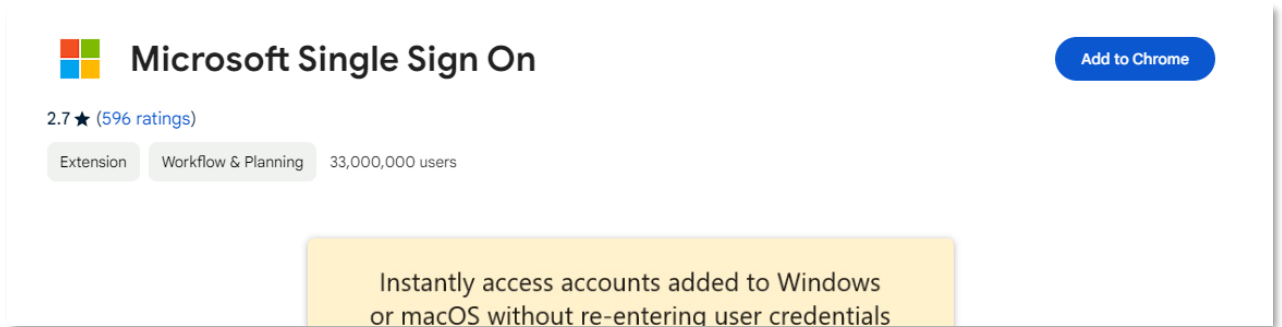 Microsoft Single Sign On
Add to Chrome
2.7★ (596 ratings)
Extension Workflow & Planning 33,000,000 users
Instantly access accounts added to Windows
or macOS without re-entering user credentials